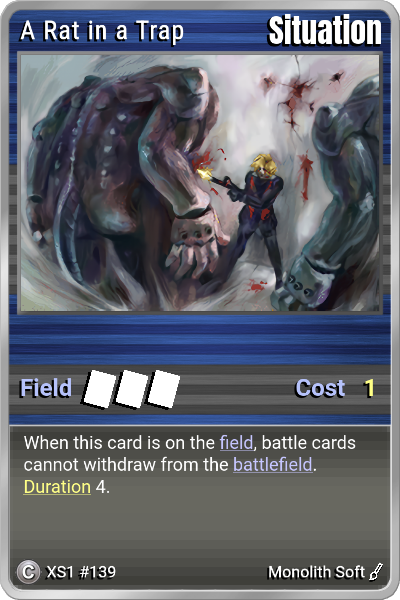 A Rat in a Trap
Situation
Field
Cost 1
When this card is on the field, battle cards
cannot withdraw from the battlefield.
Duration 4.
C XS1 #139
Monolith Soft